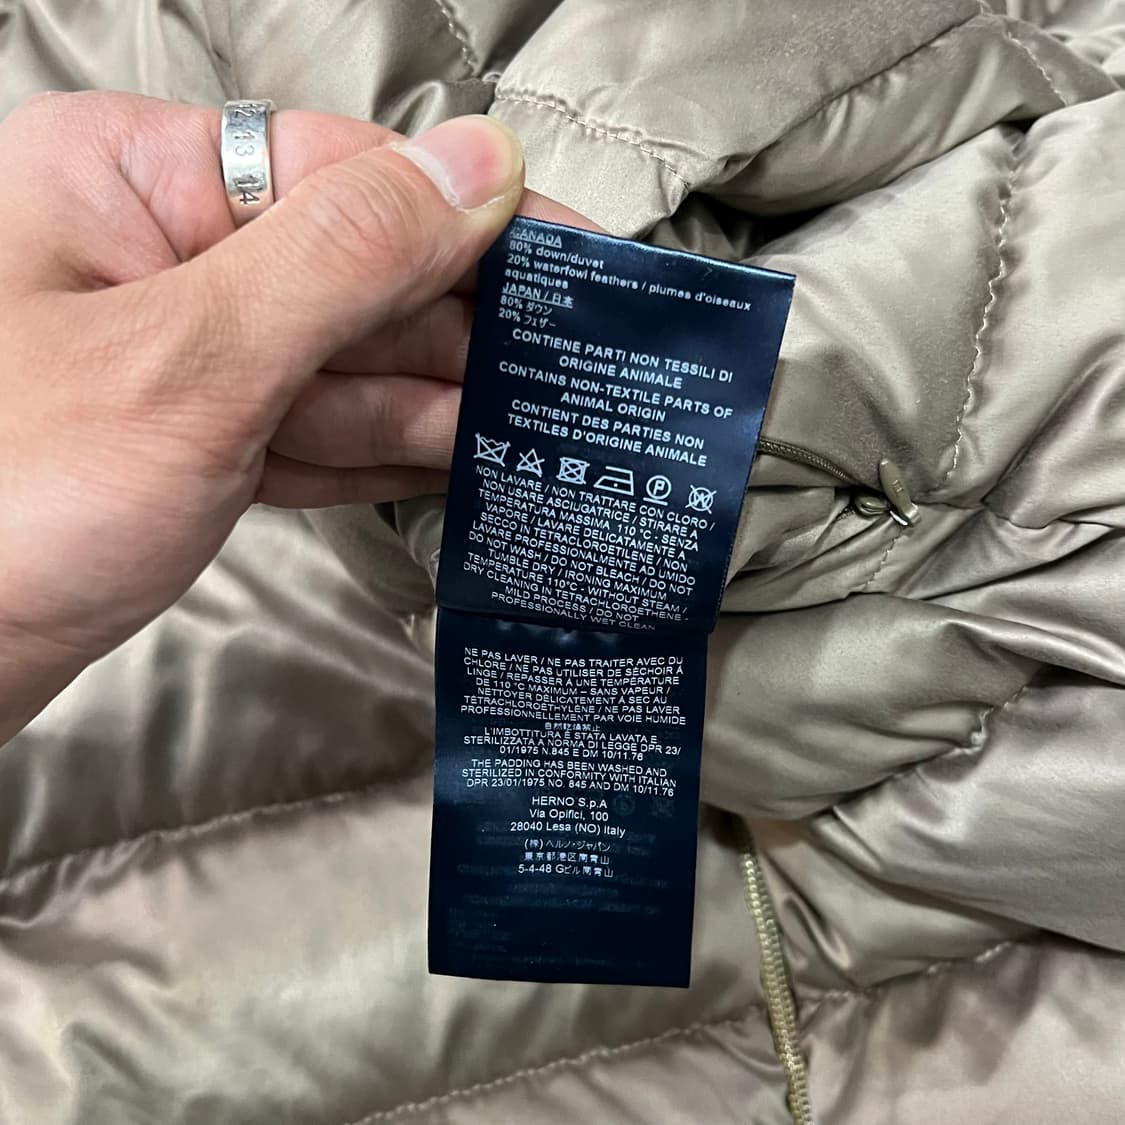 12 13 14
CANADA
80% down/duvet
20% waterfowl feathers / plumes d'oiseaux
aquatiques
JAPAN / 日本
80% ダウン
20% フェザー
CONTIENE PARTI NON TESSILI DI
ORIGINE ANIMALE
CONTAINS NON-TEXTILE PARTS OF
ANIMAL ORIGIN
CONTIENT DES PARTIES NON
TEXTILES D'ORIGINE ANIMALE
P W
NON LAVARE / NON TRATTARE CON CLORO /
NON USARE ASCIUGATRICE / STIRARE A
TEMPERATURA MASSIMA 110 °C - SENZA
VAPORE / LAVARE DELICATAMENTE A
SECCO IN TETRACLOROETILENE / NON
LAVARE PROFESSIONALMENTE AD UMIDO
DO NOT WASH / DO NOT BLEACH / DO NOT
TUMBLE DRY / IRONING MAXIMUM
TEMPERATURE 110°C - WITHOUT STEAM /
DRY CLEANING IN TETRACHLOROETHENE -
MILD PROCESS / DO NOT
PROFESSIONALLY WET CLEAN
NE PAS LAVER / NE PAS TRAITER AVEC DU
CHLORE / NE PAS UTILISER DE SÉCHOIR À
LINGE / REPASSER À UNE TEMPÉRATURE
DE 110 °C MAXIMUM – SANS VAPEUR /
NETTOYER DÉLICATEMENT À SEC AU
TÉTRACHLOROÉTHYLÈNE / NE PAS LAVER
PROFESSIONNELLEMENT PAR VOIE HUMIDE
自然乾燥禁止
L'IMBOTTITURA È STATA LAVATA E
STERILIZZATA A NORMA DI LEGGE DPR 23/
01/1975 N.845 E DM 10/11.76
THE PADDING HAS BEEN WASHED AND
STERILIZED IN CONFORMITY WITH ITALIAN
DPR 23/01/1975 NO. 845 AND DM 10/11.76
HERNO S.p.A
Via Opifici, 100
28040 Lesa (NO) Italy
(株) ヘルノ・ジャパン
東京都港区南青山
5-4-48 Gビル南青山